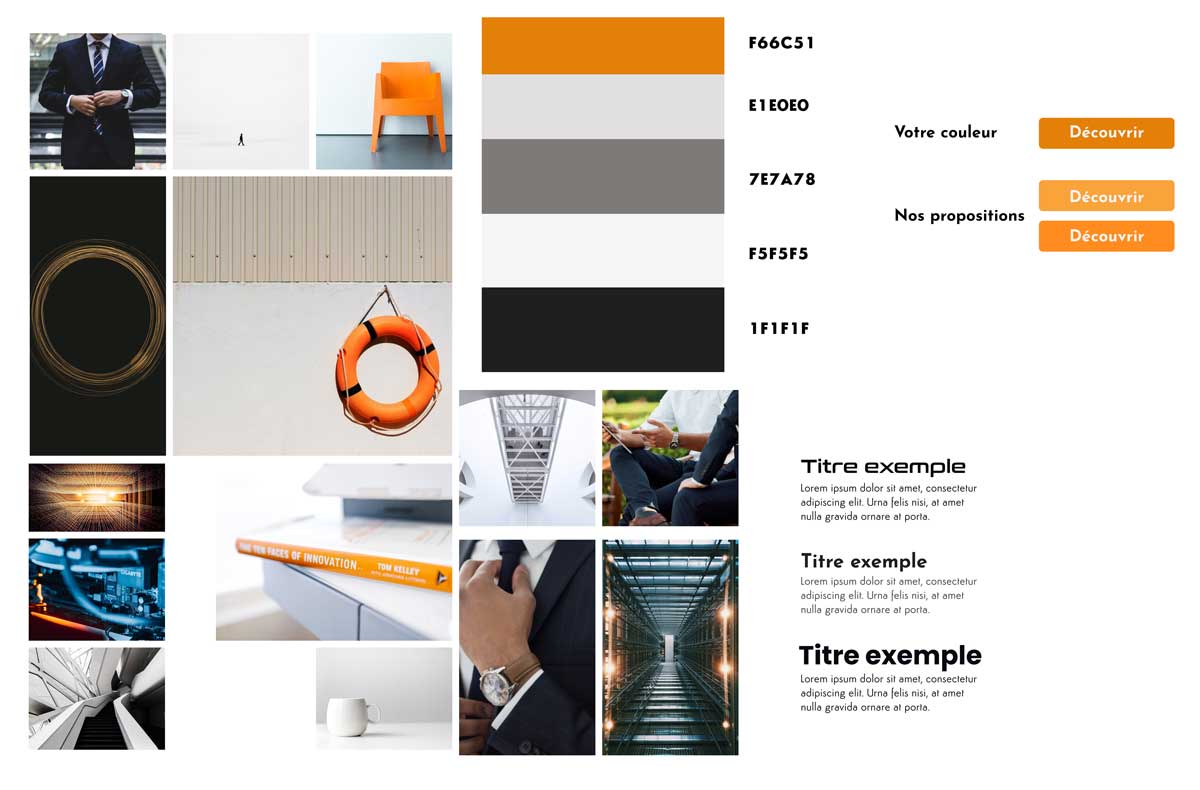 F66C51
E1E0E0
7E7A78
F5F5F5
1F1F1F
Votre couleur
Découvrir
Nos propositions
Découvrir
Découvrir
THE TEN FACES OF INNOVATION
TOM KELLEY
GIGABYTE
Titre exemple
Lorem ipsum dolor sit amet, consectetur
adipiscing elit. Urna felis nisi, at amet
nulla gravida ornare at porta.
Titre exemple
Lorem ipsum dolor sit amet, consectetur
adipiscing elit. Urna felis nisi, at amet
nulla gravida ornare at porta.
Titre exemple
Lorem ipsum dolor sit amet, consectetur
adipiscing elit. Urna felis nisi, at amet
nulla gravida ornare at porta.